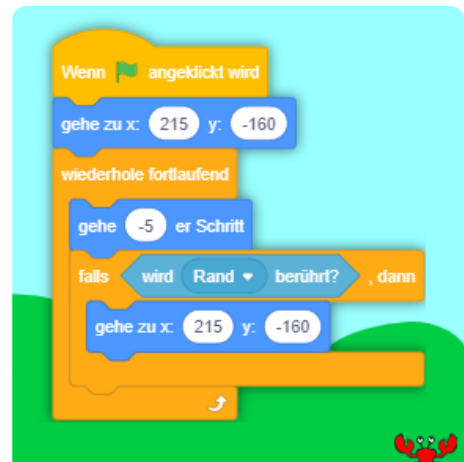 Wenn angeklickt wird
gehe zu x: 215 y: -160
wiederhole fortlaufend
gehe -5 er Schritt
falls wird Rand berührt? , dann
gehe zu x: 215 y: -160